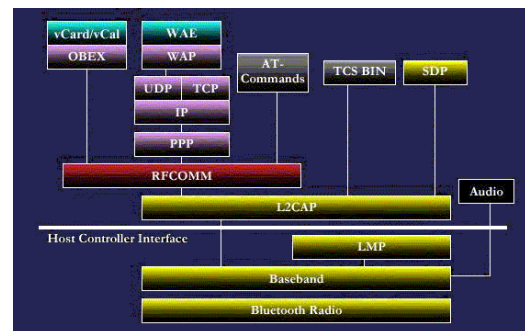 vCard/vCal
OBEX
WAE
WAP
UDP
TCP
IP
PPP
AT-
Commands
TCS BIN
SDP
RFCOMM
Audio
L2CAP
Host Controller Interface
LMP
Baseband
Bluetooth Radio